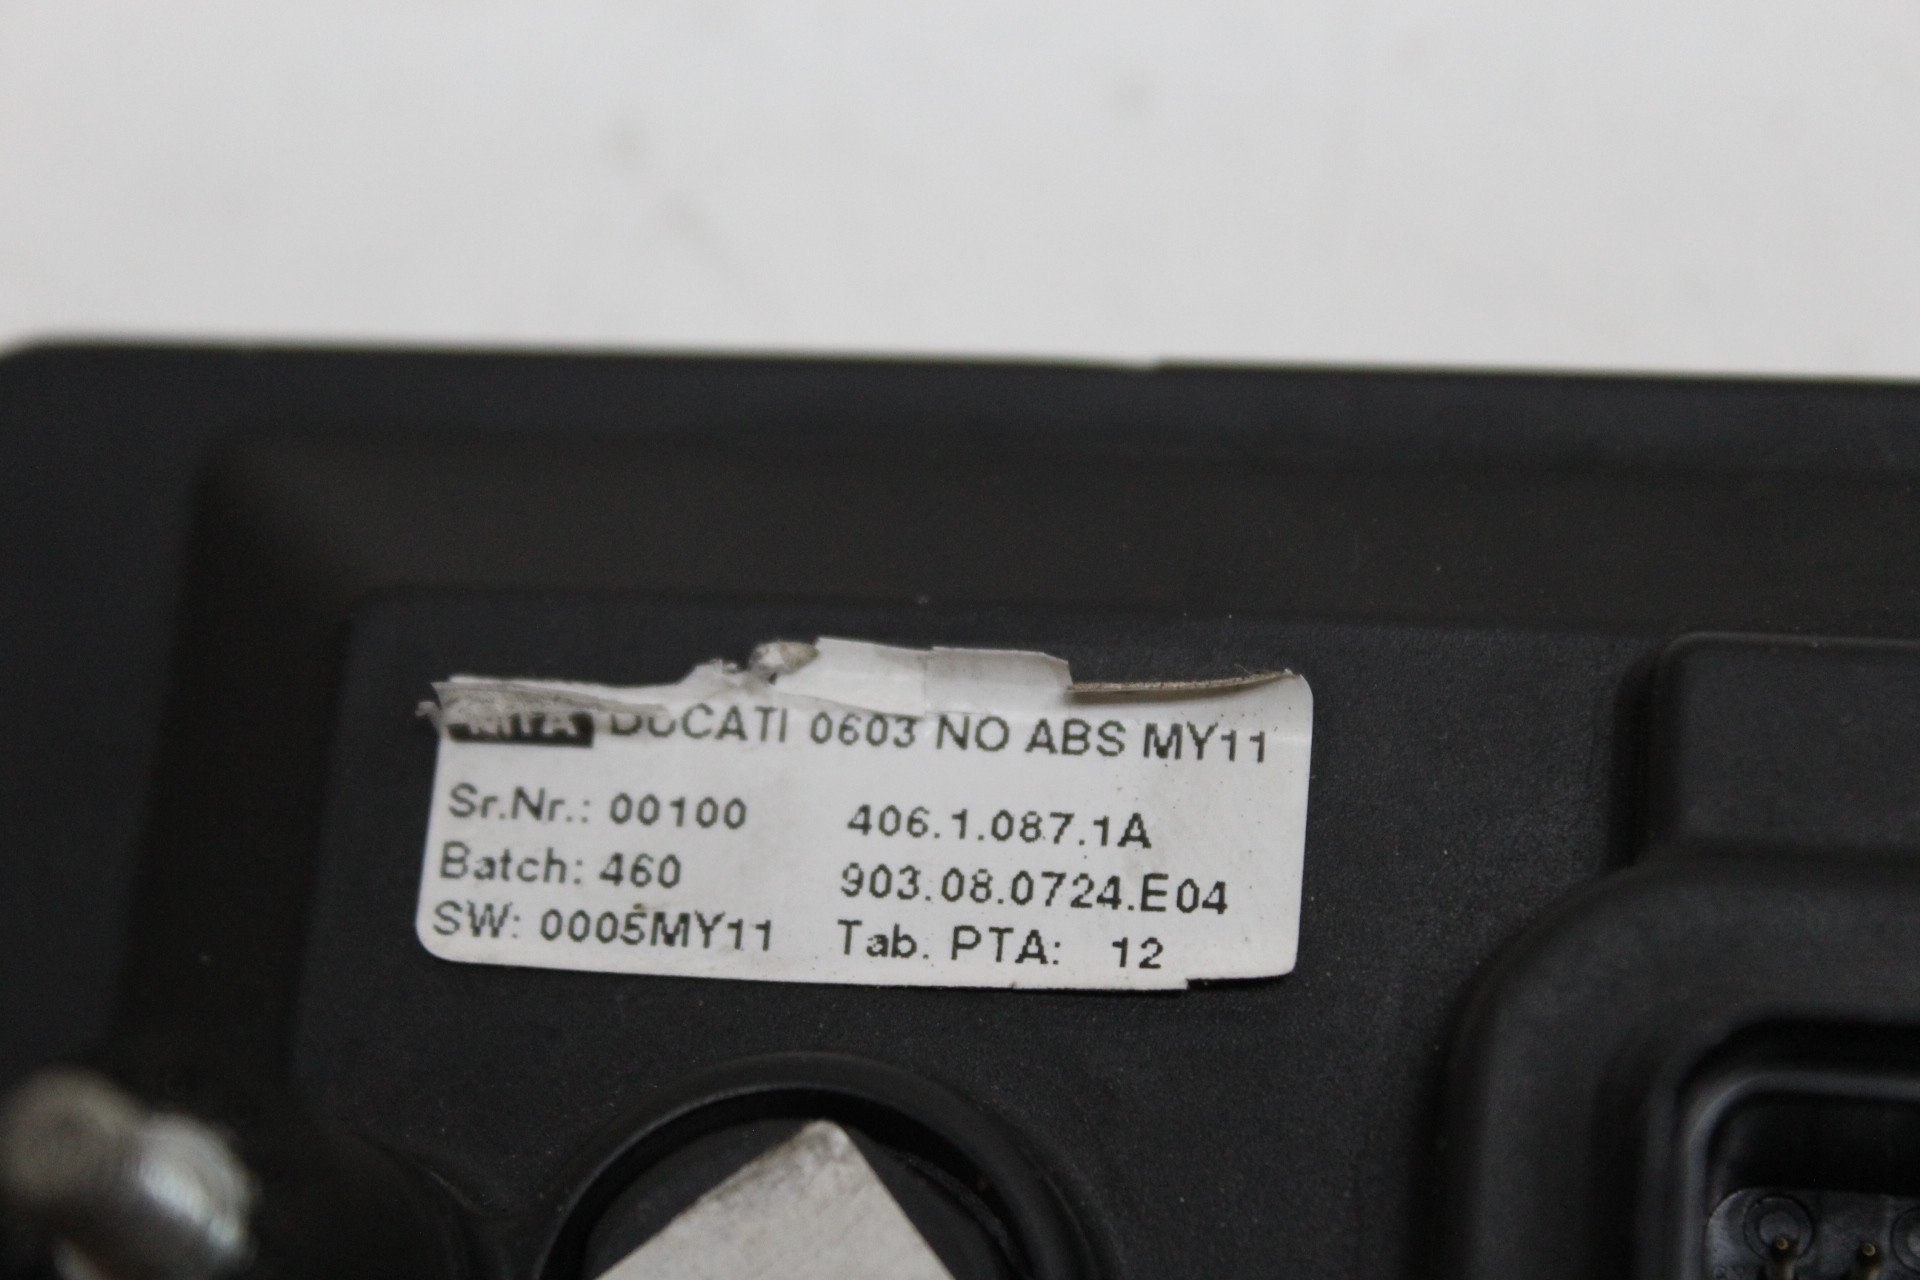 DUCATI 0603 NO ABS MY11
Sr.Nr.: 00100 406.1.087.1A
Batch: 460 903.08.0724.E04
SW: 0005MY11 Tab. PTA: 12